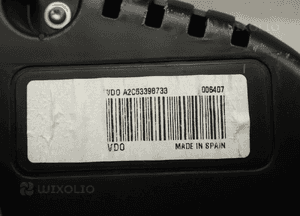 VDO A2C53398733 006407
VDO MADE IN SPAIN
WIXOLIO